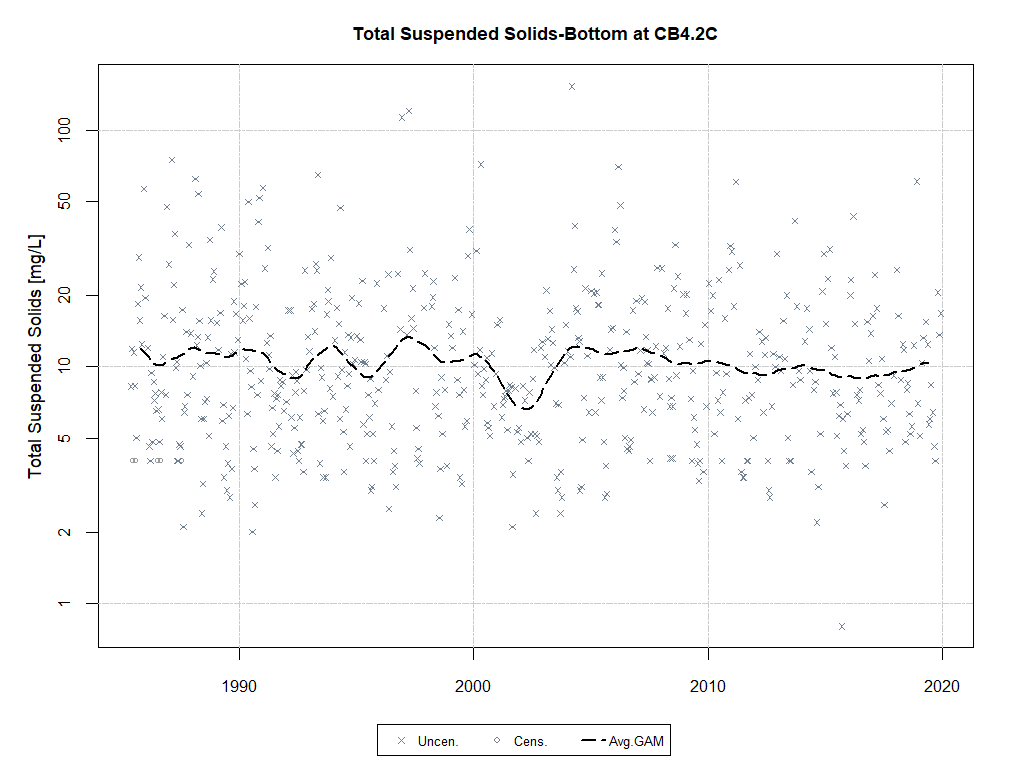 Total Suspended Solids-Bottom at CB4.2C
Total Suspended Solids [mg/L]
100
50
20
10
5
2
1
1990 2000 2010 2020
Uncen. Cens. Avg.GAM